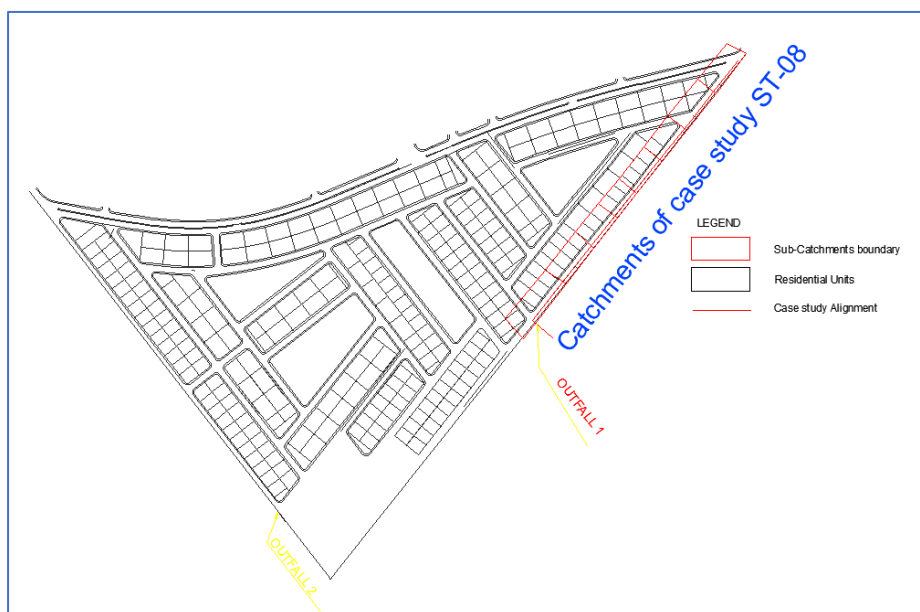 Catchments of case study ST-08
LEGEND
Sub-Catchments boundary
Residential Units
Case study Alignment
OUTFALL 1
OUTFALL 2